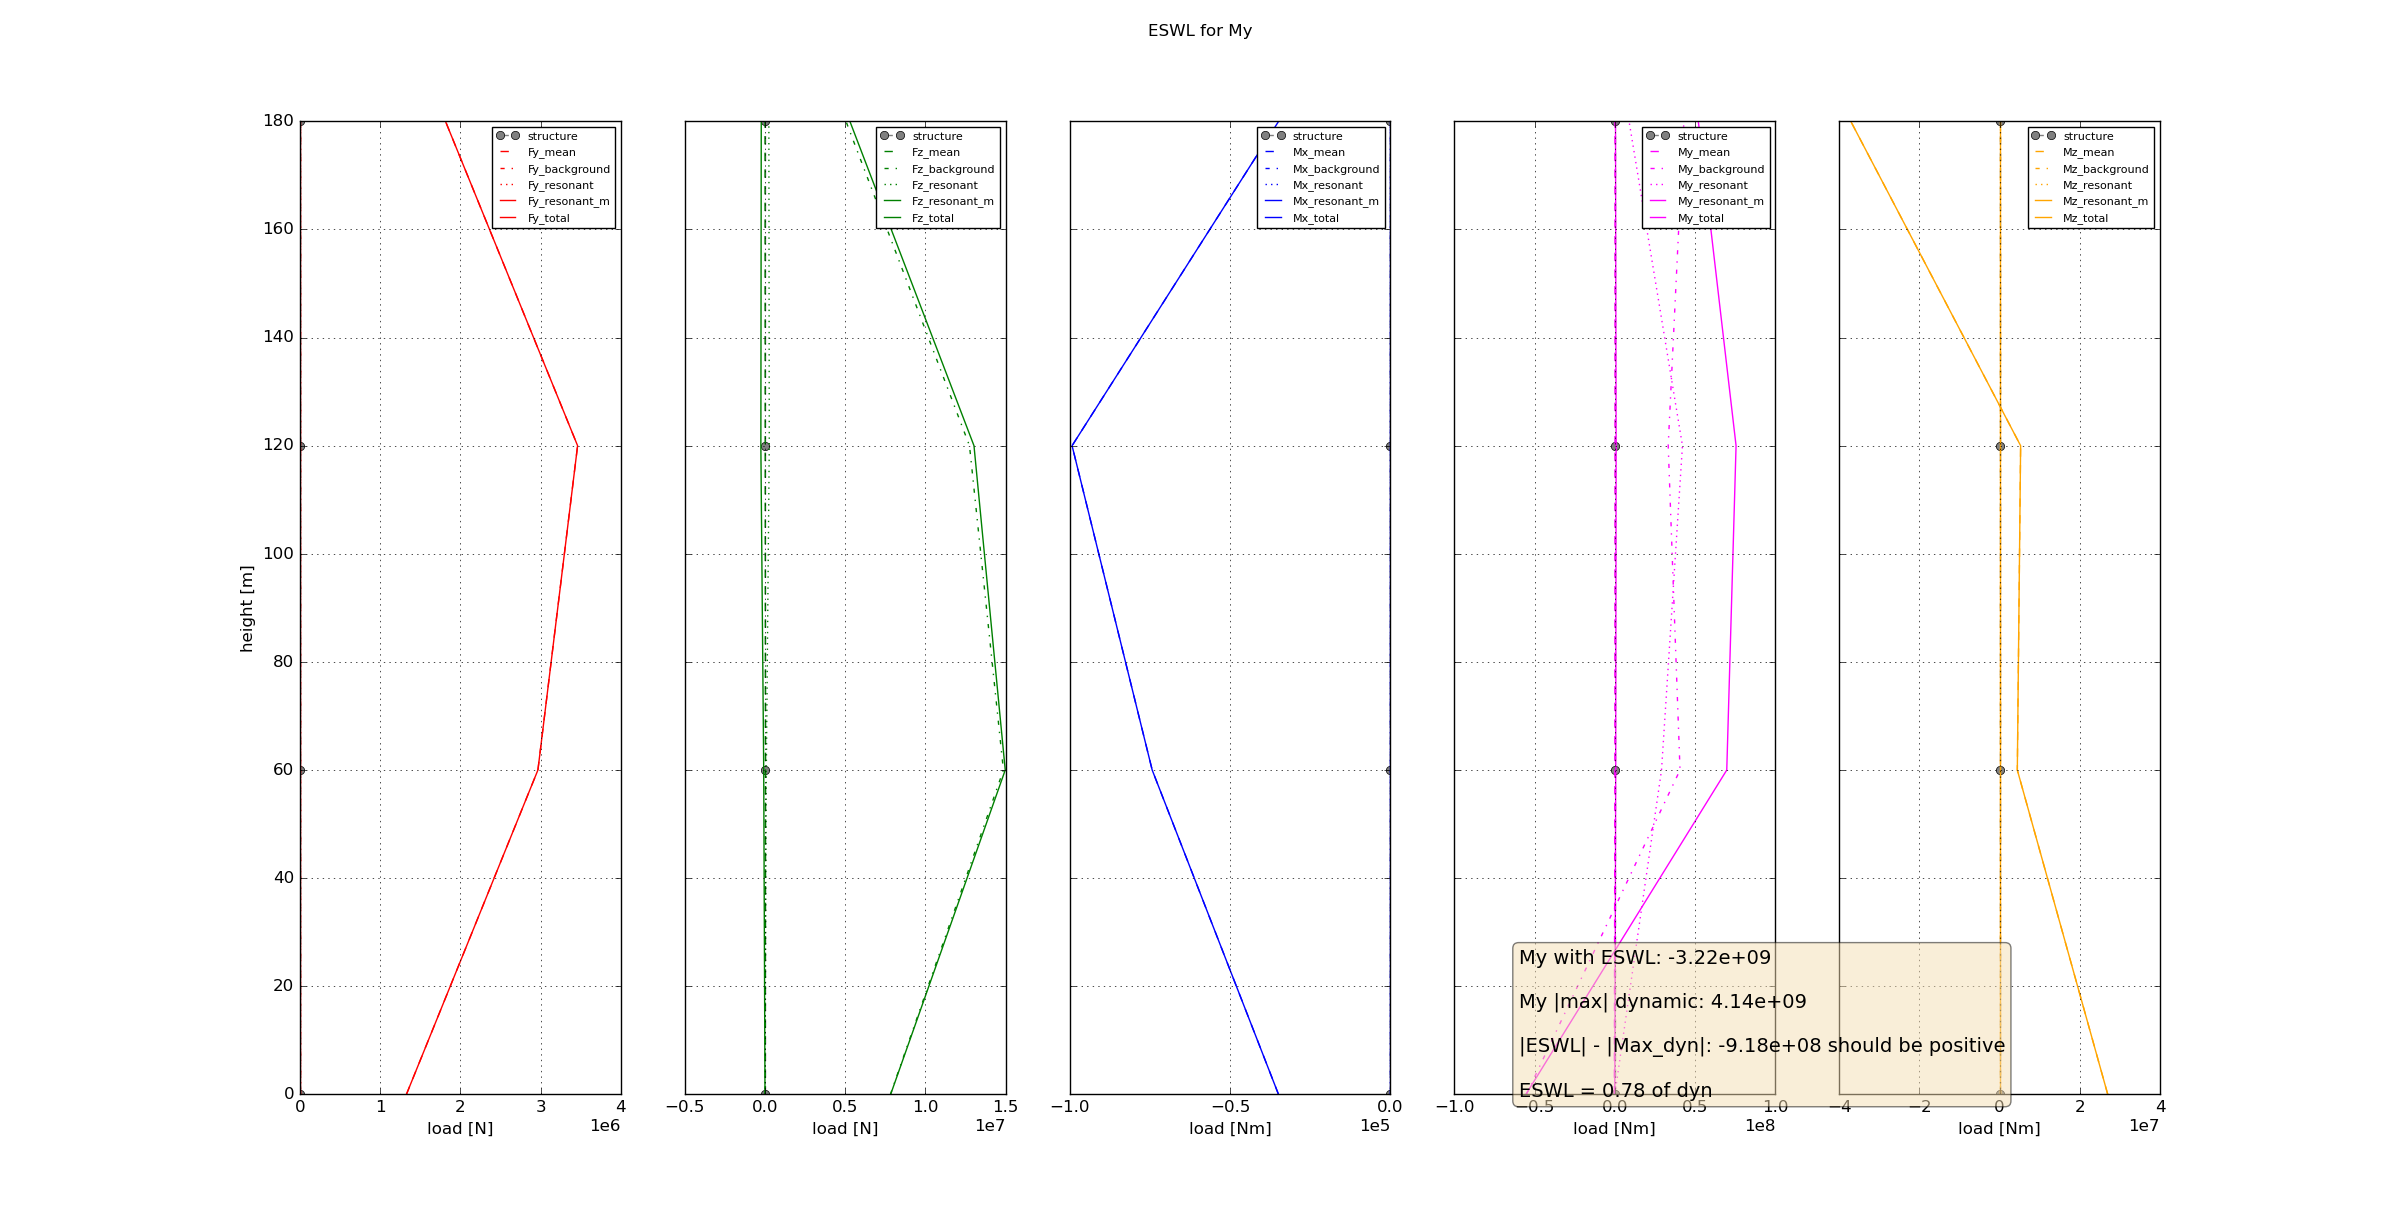 ESWL for My
structure
Fy_mean
Fy_background
Fy_resonant
Fy_resonant_m
Fy_total
structure
Fz_mean
Fz_background
Fz_resonant
Fz_resonant_m
Fz_total
structure
Mx_mean
Mx_background
Mx_resonant
Mx_resonant_m
Mx_total
structure
My_mean
My_background
My_resonant
My_resonant_m
My_total
structure
Mz_mean
Mz_background
Mz_resonant
Mz_resonant_m
Mz_total
180
160
140
120
100
80
60
40
20
0
height [m]
My with ESWL: -3.22e+09
My |max| dynamic: 4.14e+09
|ESWL| - |Max_dyn|: -9.18e+08 should be positive
ESWL = 0.78 of dyn
0 1 2 3 4
load [N] 1e6
−0.5 0.0 0.5 1.0 1.5
load [N] 1e7
−1.0 −0.5 0.0
load [Nm] 1e5
−1.0 −0.5 0.0 0.5 1.0
load [Nm] 1e8
−4 −2 0 2 4
load [Nm] 1e7